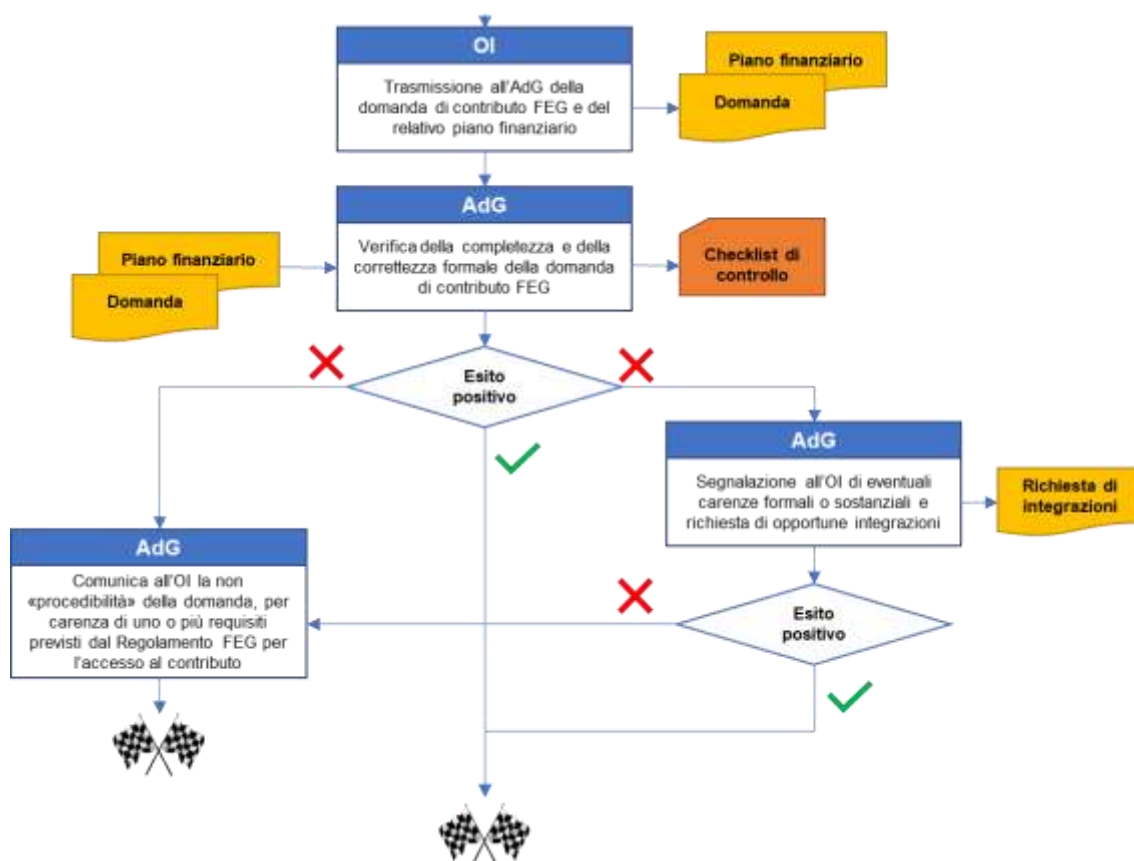 OI
Trasmissione all'AdG della
domanda di contributo FEG e del
relativo piano finanziario
Piano finanziario
Domanda
AdG
Verifica della completezza e della
correttezza formale della domanda
di contributo FEG
Piano finanziario
Domanda
Checklist di
controllo
Esito
positivo
AdG
Segnalazione all'OI di eventuali
carenze formali o sostanziali e
richiesta di opportune integrazioni
Richiesta di
integrazioni
AdG
Comunica all'OI la non
«procedibilità» della domanda, per
carenza di uno o più requisiti
previsti dal Regolamento FEG per
l'accesso al contributo
Esito
positivo